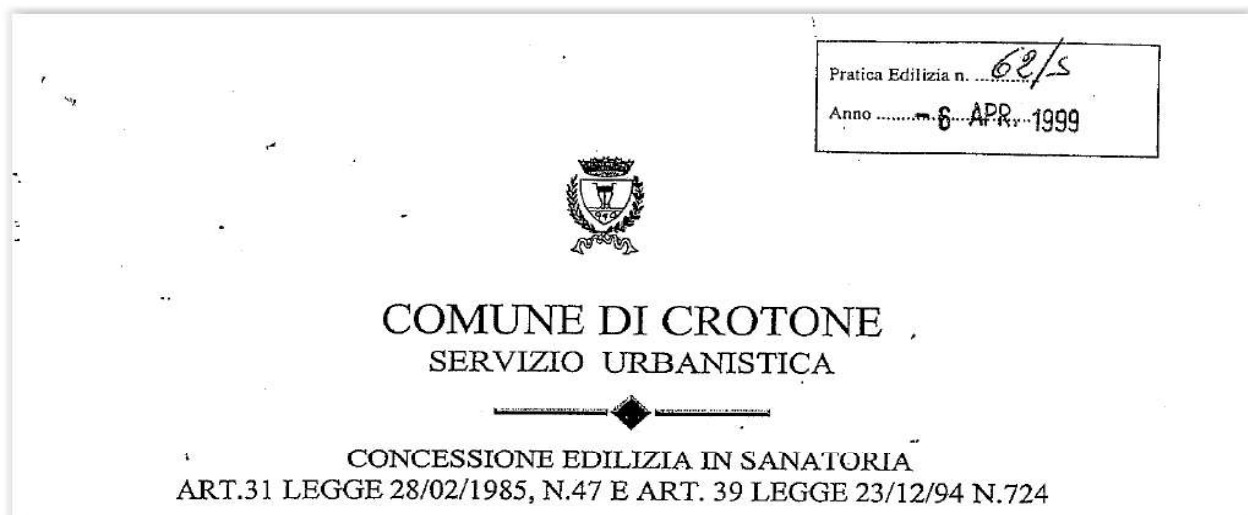 Pratica Edilizia n. ........ 62/S
Anno ........ - 6 APR. 1999
COMUNE DI CROTONE
SERVIZIO URBANISTICA
CONCESSIONE EDILIZIA IN SANATORIA
ART.31 LEGGE 28/02/1985, N.47 E ART. 39 LEGGE 23/12/94 N.724